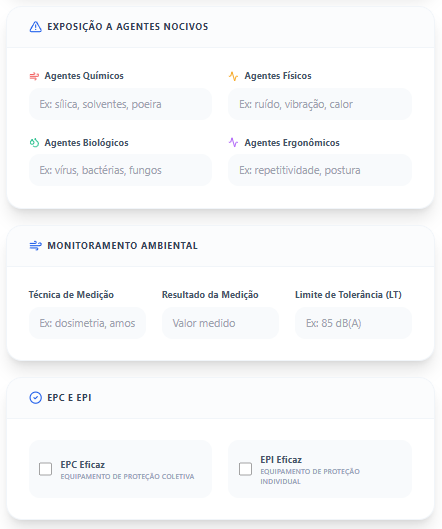 EXPOSIÇÃO A AGENTES NOCIVOS
Agentes Químicos
Agentes Físicos
Ex: sílica, solventes, poeira
Ex: ruído, vibração, calor
Agentes Biológicos
Agentes Ergonômicos
Ex: vírus, bactérias, fungos
Ex: repetitividade, postura
MONITORAMENTO AMBIENTAL
Técnica de Medição
Resultado da Medição
Limite de Tolerância (LT)
Ex: dosimetria, amos
Valor medido
Ex: 85 dB(A)
EPC E EPI
EPC Eficaz
EQUIPAMENTO DE PROTEÇÃO COLETIVA
EPI Eficaz
EQUIPAMENTO DE PROTEÇÃO
INDIVIDUAL